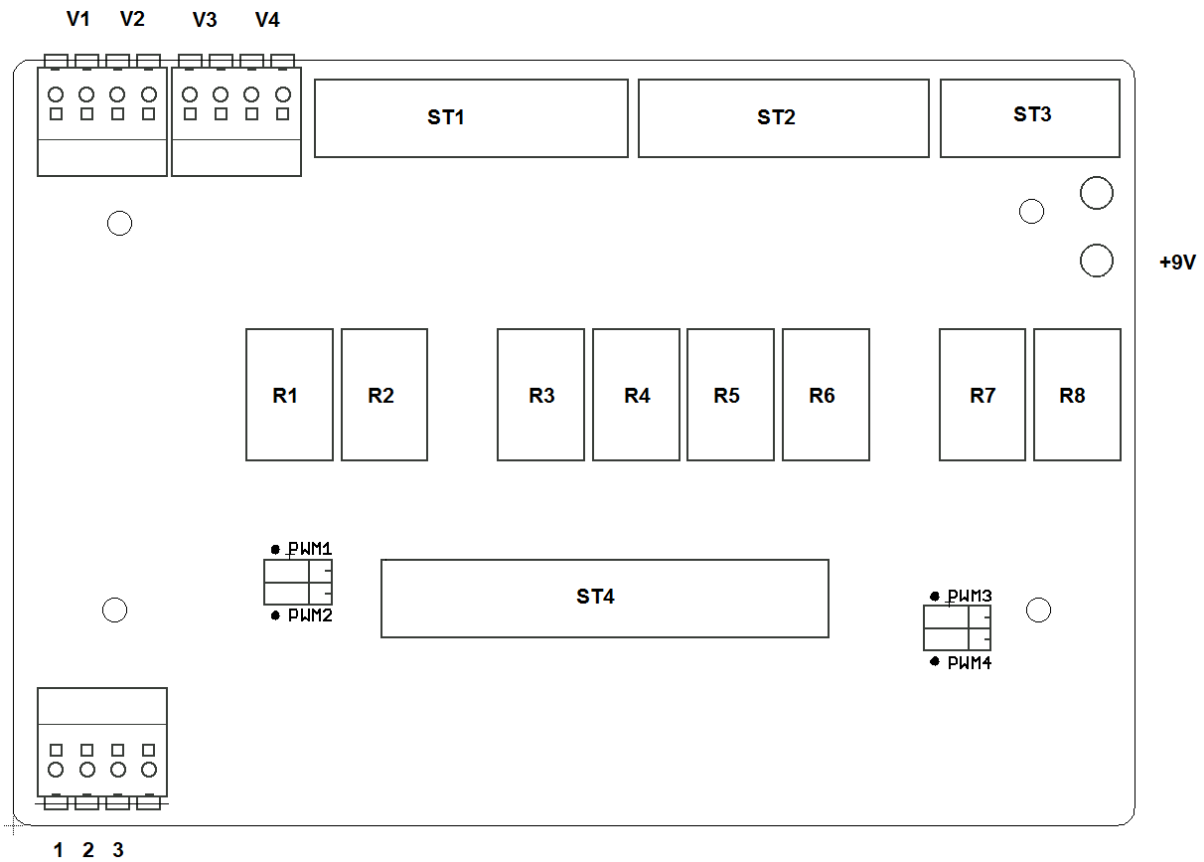 V1 V2 V3 V4
ST1 ST2 ST3
+9V
R1 R2 R3 R4 R5 R6 R7 R8
PWM1
ST4
PWM3
PWM2
PWM4
1 2 3